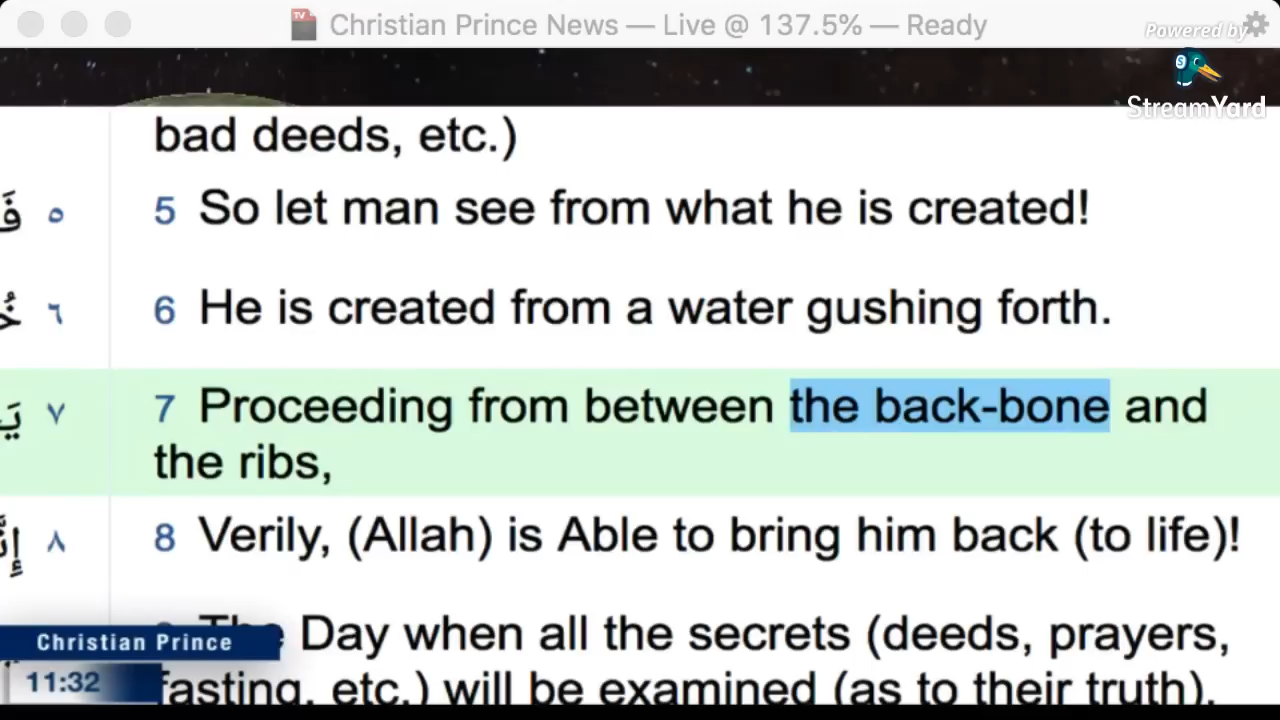 Christian Prince News — Live @ 137.5% — Ready
Powered by
StreamYard
bad deeds, etc.)
٥ 5 So let man see from what he is created!
٦ 6 He is created from a water gushing forth.
٧ 7 Proceeding from between the back-bone and
the ribs,
٨ 8 Verily, (Allah) is Able to bring him back (to life)!
The Day when all the secrets (deeds, prayers,
fasting, etc.) will be examined (as to their truth).
Christian Prince
11:32